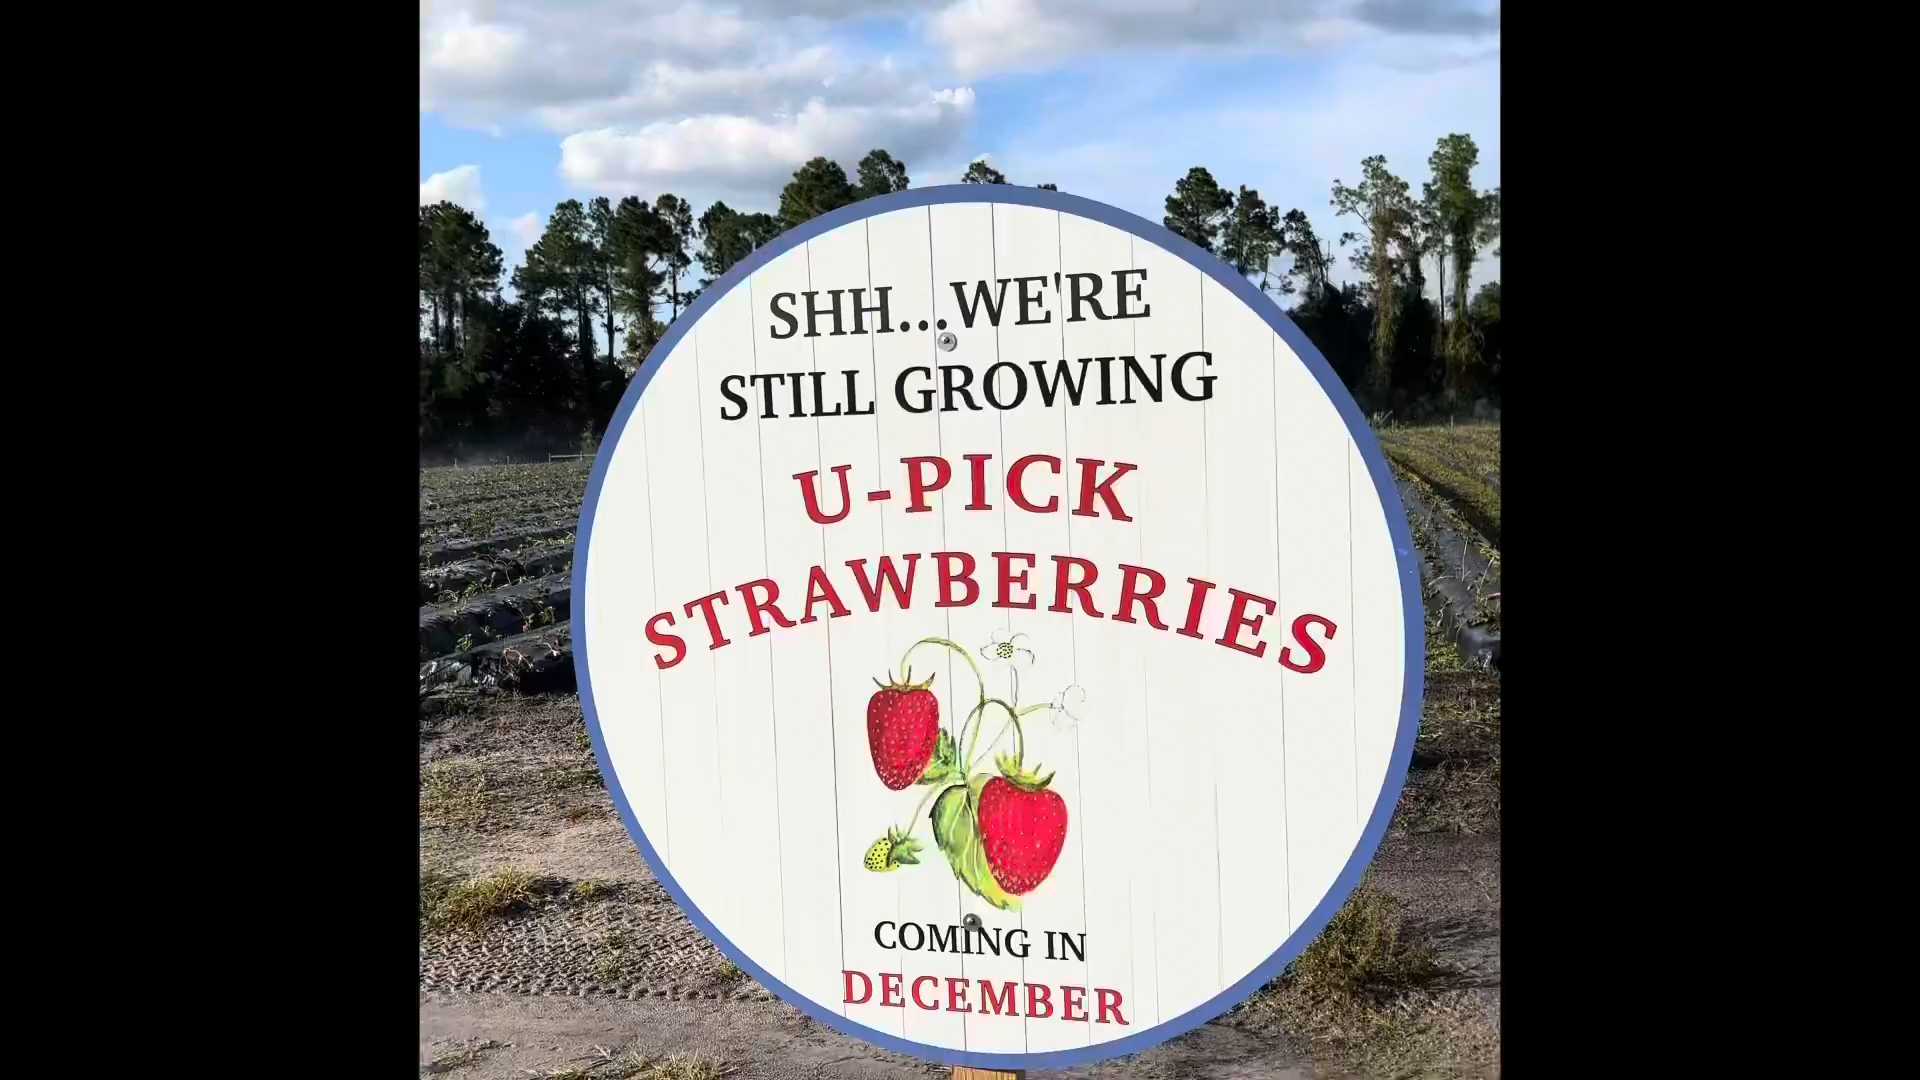 SHH...WE'RE
STILL GROWING
U-PICK
STRAWBERRIES
COMING IN
DECEMBER